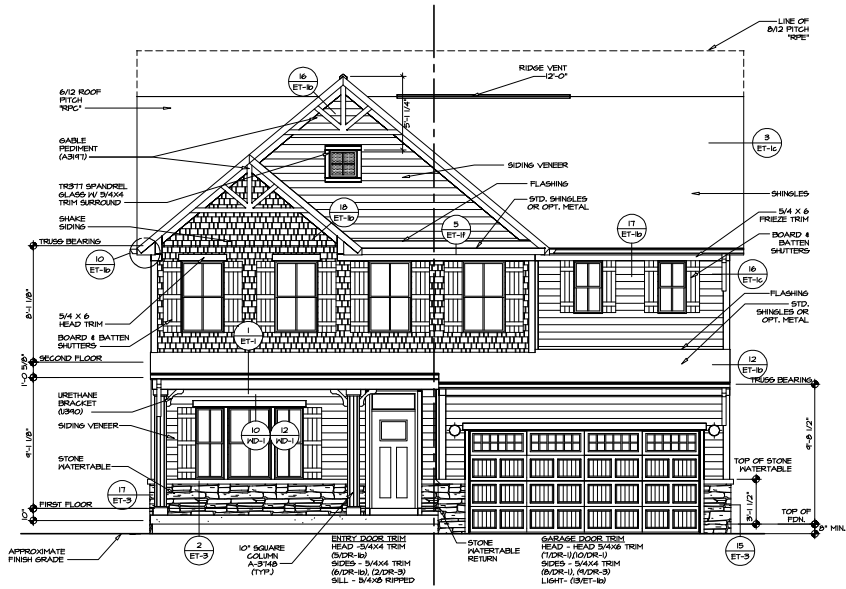 LINE OF
8/12 PITCH
"RPE"
RIDGE VENT
12'-0"
16
ET-1b
6/12 ROOF
PITCH
"RPC"
5'-1 1/4"
3
ET-1c
GABLE
PEDIMENT
(A3197)
SIDING VENEER
FLASHING
TR377 SPANDREL
GLASS W/ 5/4X4
TRIM SURROUND
SHINGLES
STD. SHINGLES
OR OPT. METAL
18
ET-1b
5
ET-1f
17
ET-1b
5/4 X 6
FRIEZE TRIM
SHAKE
SIDING
BOARD &
BATTEN
SHUTTERS
TRUSS BEARING
10
ET-1b
16
ET-1c
8'-1 1/8"
FLASHING
STD.
SHINGLES OR
OPT. METAL
5/4 X 6
HEAD TRIM
BOARD & BATTEN
SHUTTERS
1
ET-1
SECOND FLOOR
1'-0 5/8"
12
ET-1b
TRUSS BEARING
URETHANE
BRACKET
(U390)
SIDING VENEER
10
WD-1
12
WD-1
9'-1 1/8"
9'-8 1/2"
STONE
WATERTABLE
TOP OF STONE
WATERTABLE
17
ET-3
FIRST FLOOR
10"
3'-1 1/2"
TOP OF
FDN.
8" MIN.
APPROXIMATE
FINISH GRADE
2
ET-3
10" SQUARE
COLUMN
A-3748
(TYP.)
ENTRY DOOR TRIM
HEAD -5/4X4 TRIM
(5/DR-1b)
SIDES - 5/4X4 TRIM
(6/DR-1b), (2/DR-3)
SILL - 5/4X8 RIPPED
STONE
WATERTABLE
RETURN
GARAGE DOOR TRIM
HEAD - HEAD 5/4X6 TRIM
(7/DR-1)(10/DR-1)
SIDES - 5/4X4 TRIM
(8/DR-1), (9/DR-3)
LIGHT- (13/ET-1b)
15
ET-3